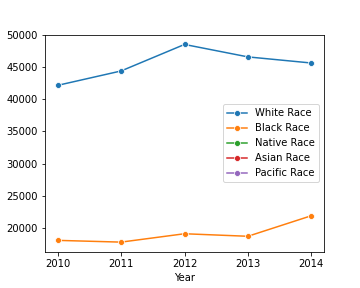 50000
45000
40000
35000
30000
25000
20000
White Race
Black Race
Native Race
Asian Race
Pacific Race
2010 2011 2012 2013 2014
Year